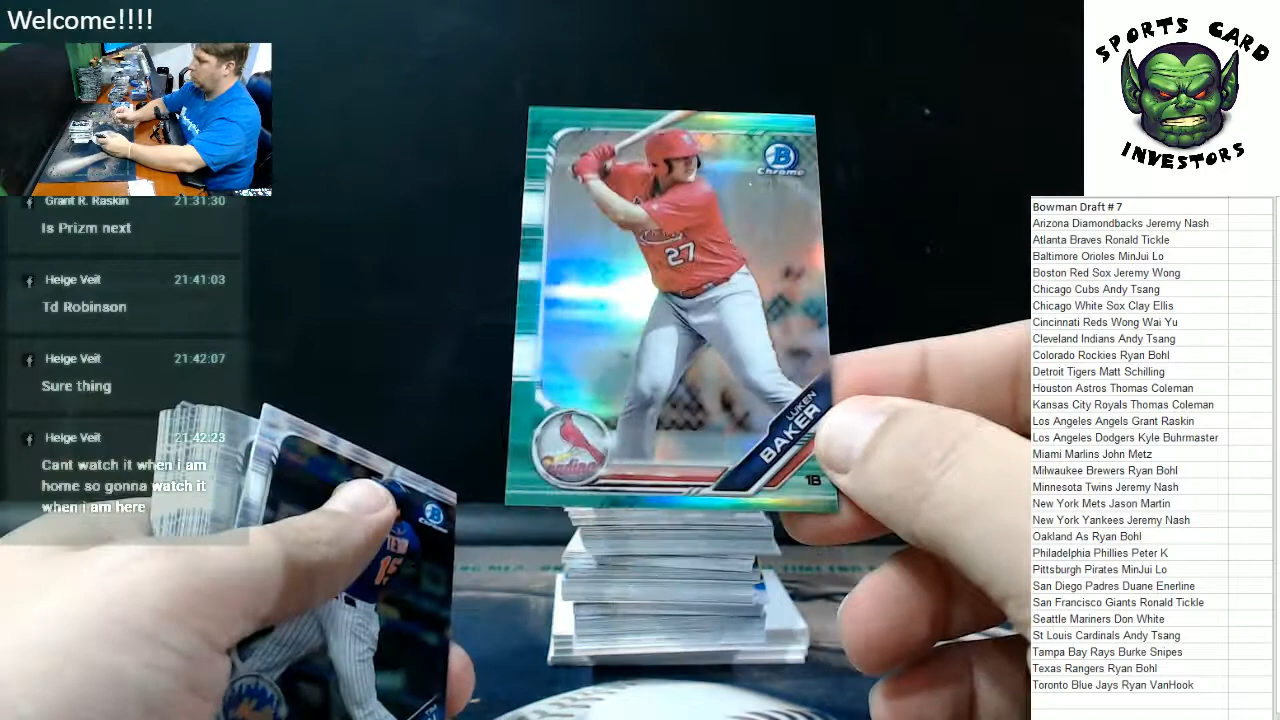 Welcome!!!!
SPORTS CARD
INVESTORS
Grant R. Raskin 21:31:30
Is Prizm next
Helge Veit 21:41:03
Td Robinson
Helge Veit 21:42:07
Sure thing
Helge Veit 21:42:23
Cant watch it when i am
home so gonna watch it
when i am here
B
Chrome
27
LUKEN
BAKER
1B
Cardinals
B
Chrome
15
Bowman Draft # 7
Arizona Diamondbacks Jeremy Nash
Atlanta Braves Ronald Tickle
Baltimore Orioles MinJui Lo
Boston Red Sox Jeremy Wong
Chicago Cubs Andy Tsang
Chicago White Sox Clay Ellis
Cincinnati Reds Wong Wai Yu
Cleveland Indians Andy Tsang
Colorado Rockies Ryan Bohl
Detroit Tigers Matt Schilling
Houston Astros Thomas Coleman
Kansas City Royals Thomas Coleman
Los Angeles Angels Grant Raskin
Los Angeles Dodgers Kyle Buhrmaster
Miami Marlins John Metz
Milwaukee Brewers Ryan Bohl
Minnesota Twins Jeremy Nash
New York Mets Jason Martin
New York Yankees Jeremy Nash
Oakland As Ryan Bohl
Philadelphia Phillies Peter K
Pittsburgh Pirates MinJui Lo
San Diego Padres Duane Enerline
San Francisco Giants Ronald Tickle
Seattle Mariners Don White
St Louis Cardinals Andy Tsang
Tampa Bay Rays Burke Snipes
Texas Rangers Ryan Bohl
Toronto Blue Jays Ryan VanHook